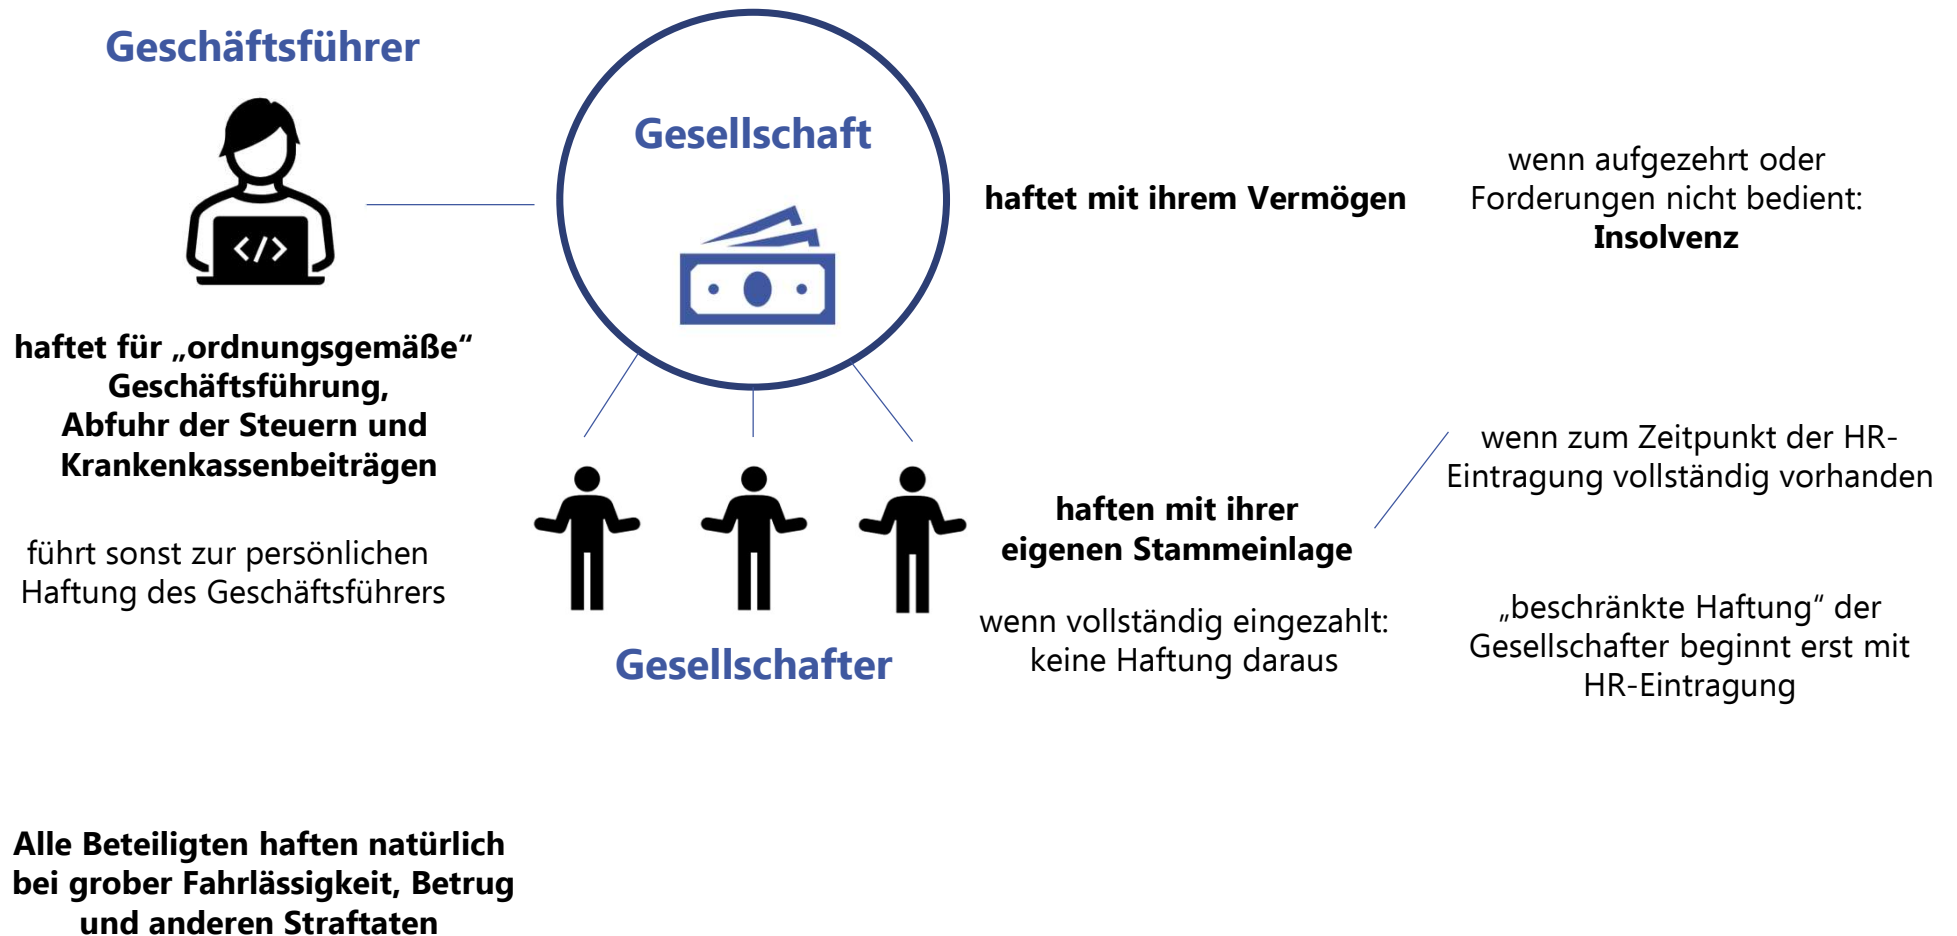 Geschäftsführer
haftet für „ordnungsgemäße“
Geschäftsführung,
Abfuhr der Steuern und
Krankenkassenbeiträgen
führt sonst zur persönlichen
Haftung des Geschäftsführers
Gesellschaft
haftet mit ihrem Vermögen
wenn aufgezehrt oder
Forderungen nicht bedient:
Insolvenz
</>
Gesellschafter
haften mit ihrer
eigenen Stammeinlage
wenn vollständig eingezahlt:
keine Haftung daraus
wenn zum Zeitpunkt der HR-
Eintragung vollständig vorhanden
„beschränkte Haftung“ der
Gesellschafter beginnt erst mit
HR-Eintragung
Alle Beteiligten haften natürlich
bei grober Fahrlässigkeit, Betrug
und anderen Straftaten